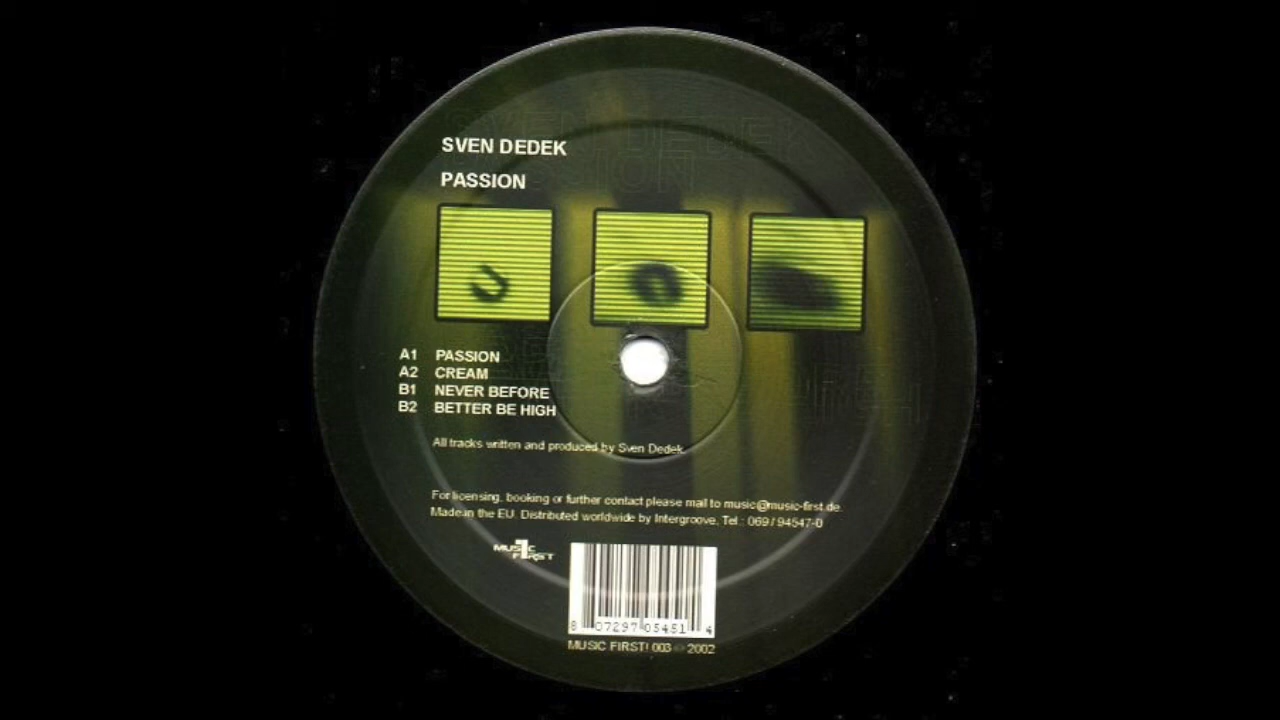 SVEN DEDEK
PASSION
A1 PASSION
A2 CREAM
B1 NEVER BEFORE
B2 BETTER BE HIGH
All tracks written and produced by Sven Dedek.
For licensing, booking or further contact please mail to music@music-first.de.
Made in the EU. Distributed worldwide by Intergroove, Tel.: 069 / 94547-0
MUSIC
FIRST
8 07297 05451 4
MUSIC FIRST! 003 2002